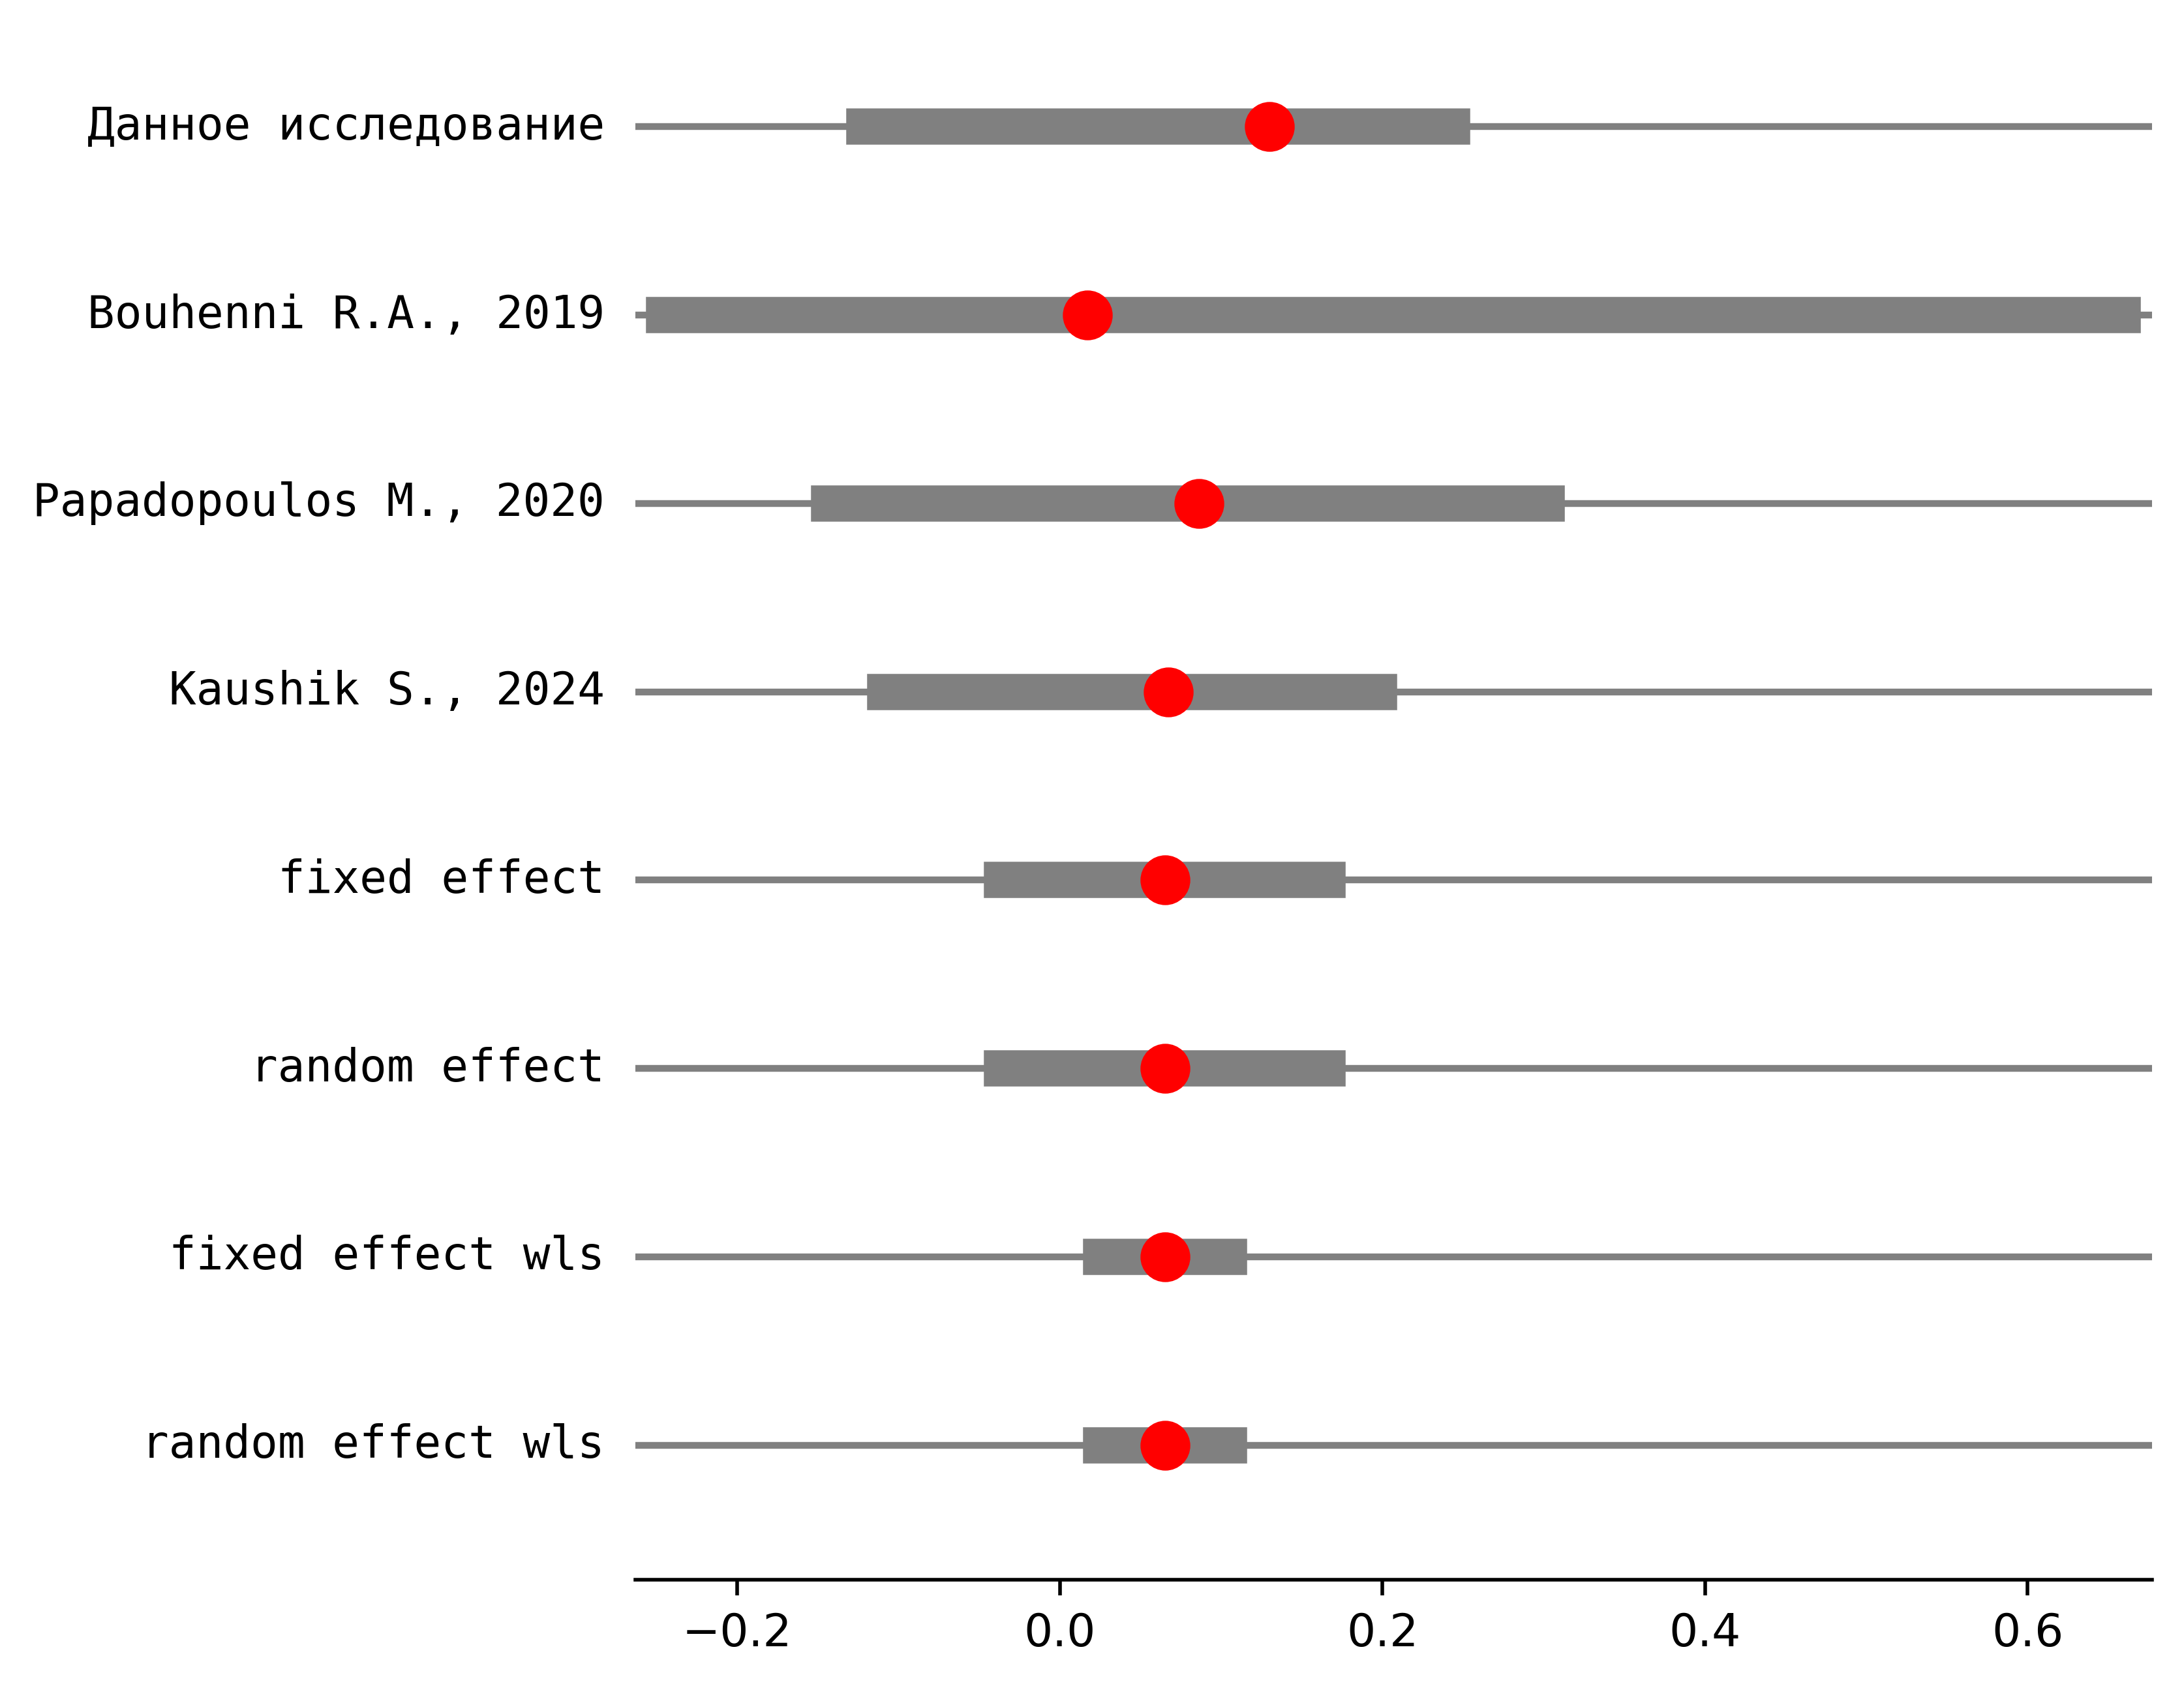 Данное исследование
Bouhenni R.A., 2019
Papadopoulos M., 2020
Kaushik S., 2024
fixed effect
random effect
fixed effect wls
random effect wls
−0.2 0.0 0.2 0.4 0.6